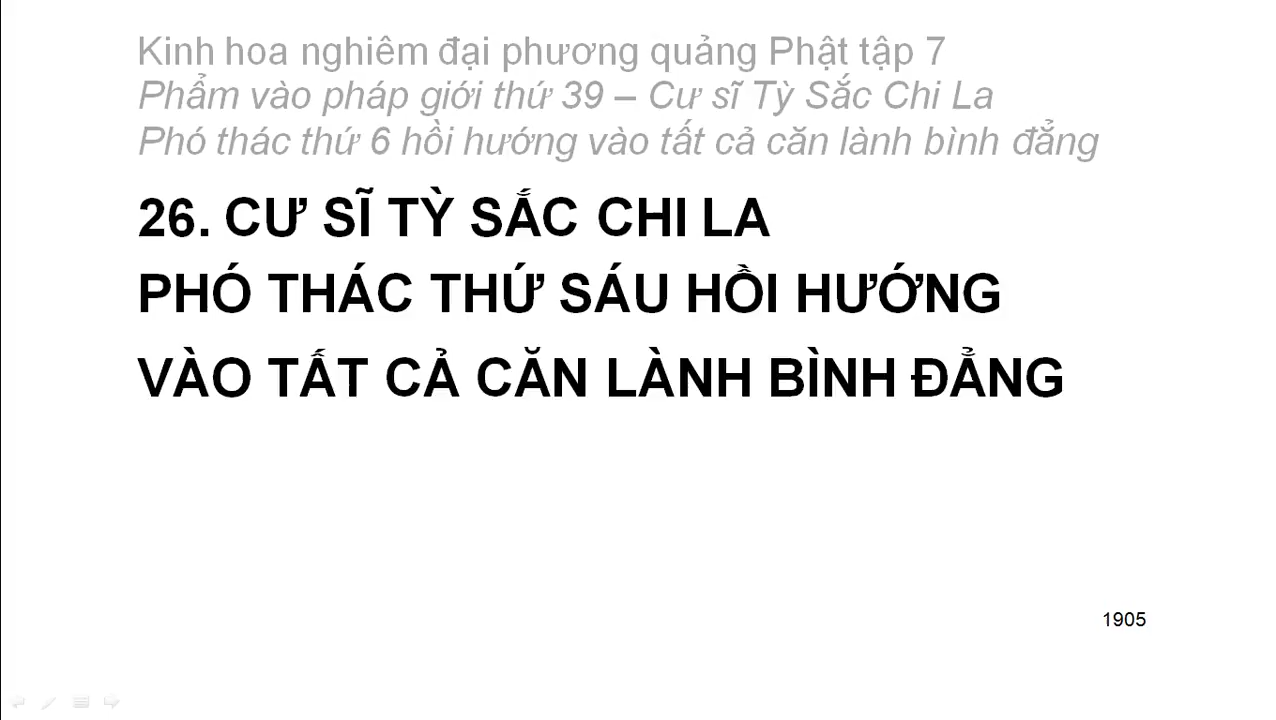 Kinh hoa nghiêm đại phương quảng Phật tập 7
Phẩm vào pháp giới thứ 39 – Cư sĩ Tỳ Sắc Chi La
Phó thác thứ 6 hồi hướng vào tất cả căn lành bình đẳng
26. CƯ SĨ TỲ SẮC CHI LA
PHÓ THÁC THỨ SÁU HỒI HƯỚNG
VÀO TẤT CẢ CĂN LÀNH BÌNH ĐẲNG
1905